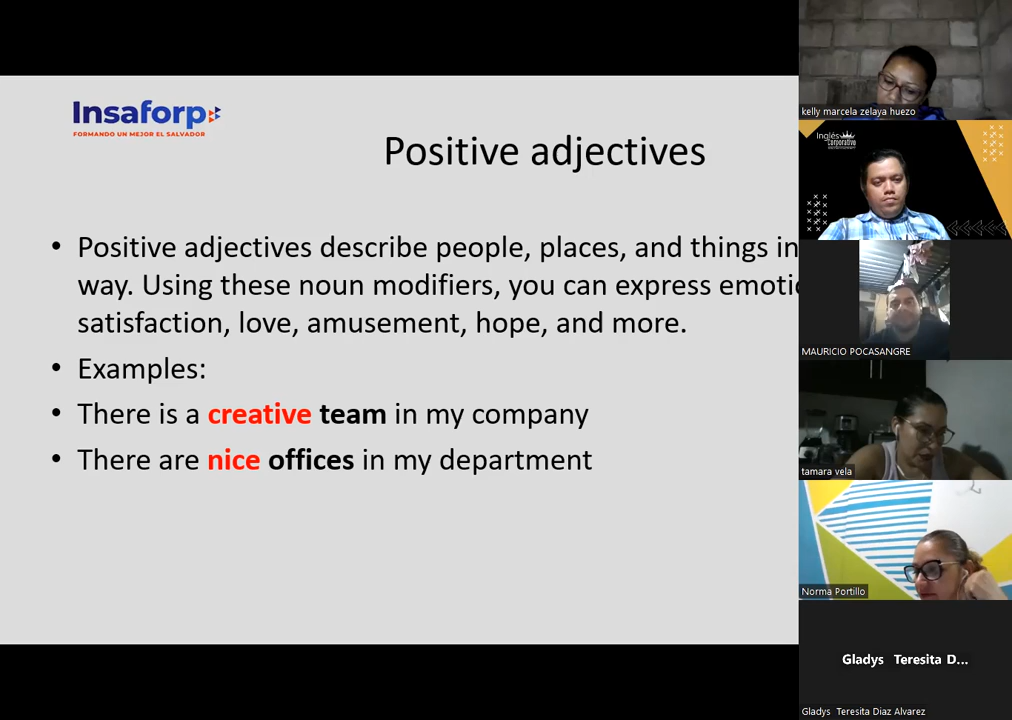 Insaforp
FORMANDO UN MEJOR EL SALVADOR
Positive adjectives
• Positive adjectives describe people, places, and things in
way. Using these noun modifiers, you can express emotic
satisfaction, love, amusement, hope, and more.
• Examples:
• There is a creative team in my company
• There are nice offices in my department
kelly marcela zelaya huezo
Inglés
Corporativo
MAURICIO POCASANGRE
tamara vela
Norma Portillo
Gladys Teresita D...
Gladys Teresita Diaz Alvarez